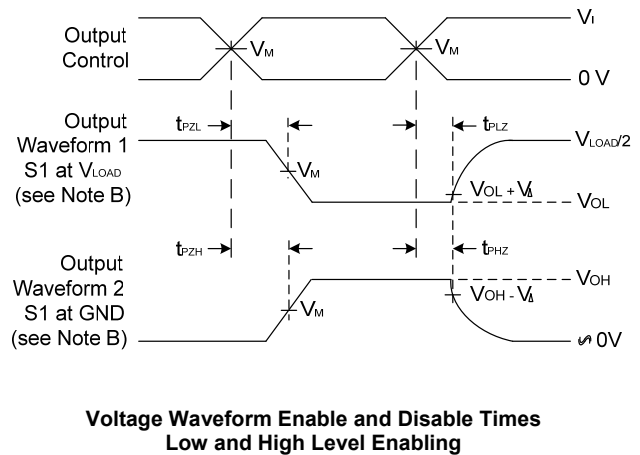 Output
Control
VM
VM
VI
0 V
Output
Waveform 1
S1 at VLOAD
(see Note B)
tPZL
tPLZ
VLOAD/2
VM
VOL + VΔ
VOL
Output
Waveform 2
S1 at GND
(see Note B)
tPZH
tPHZ
VOH
VOH - VΔ
VM
≈ 0V
Voltage Waveform Enable and Disable Times
Low and High Level Enabling